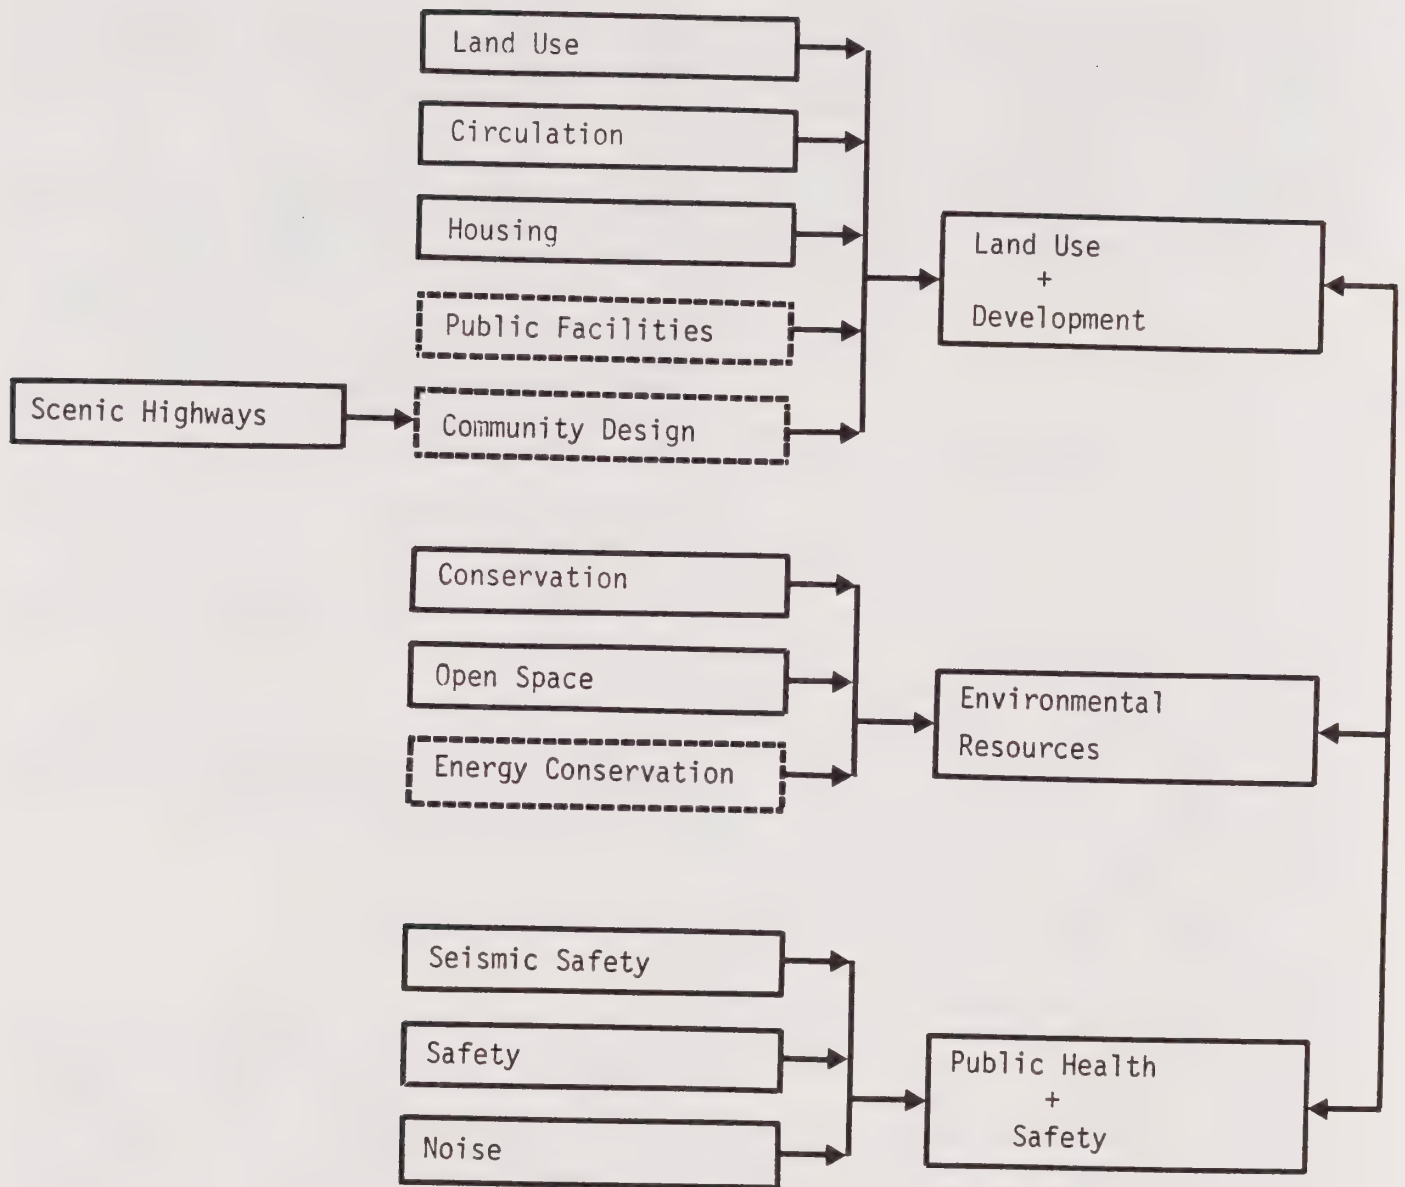 Land Use
Circulation
Housing
Public Facilities
Scenic Highways
Community Design
Land Use
+
Development
Conservation
Open Space
Energy Conservation
Environmental
Resources
Seismic Safety
Safety
Noise
Public Health
+
Safety